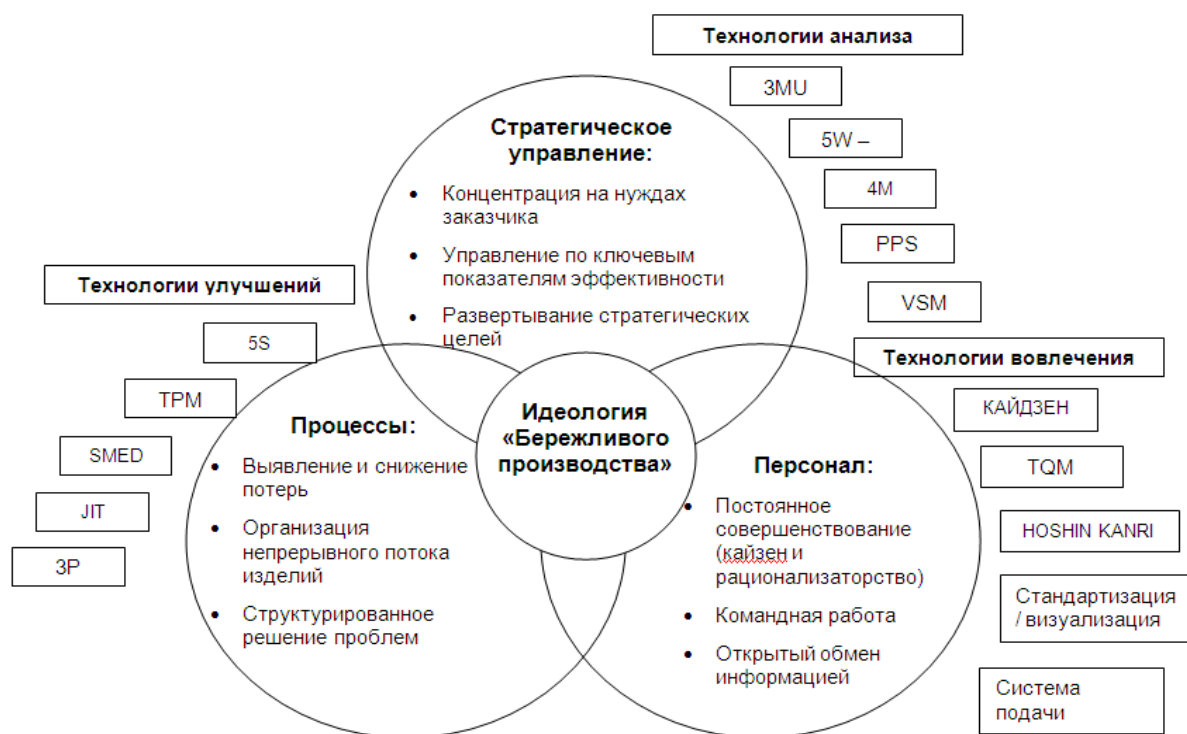 Технологии анализа
3MU
5W –
4M
PPS
VSM
Стратегическое
управление:
• Концентрация на нуждах
заказчика
• Управление по ключевым
показателям эффективности
• Развертывание стратегических
целей
Технологии улучшений
5S
TPM
SMED
JIT
3P
Процессы:
• Выявление и снижение
потерь
• Организация
непрерывного потока
изделий
• Структурированное
решение проблем
Идеология
«Бережливого
производства»
Персонал:
• Постоянное
совершенствование
(кайзен и
рационализаторство)
• Командная работа
• Открытый обмен
информацией
Технологии вовлечения
КАЙДЗЕН
TQM
HOSHIN KANRI
Стандартизация
/ визуализация
Система
подачи